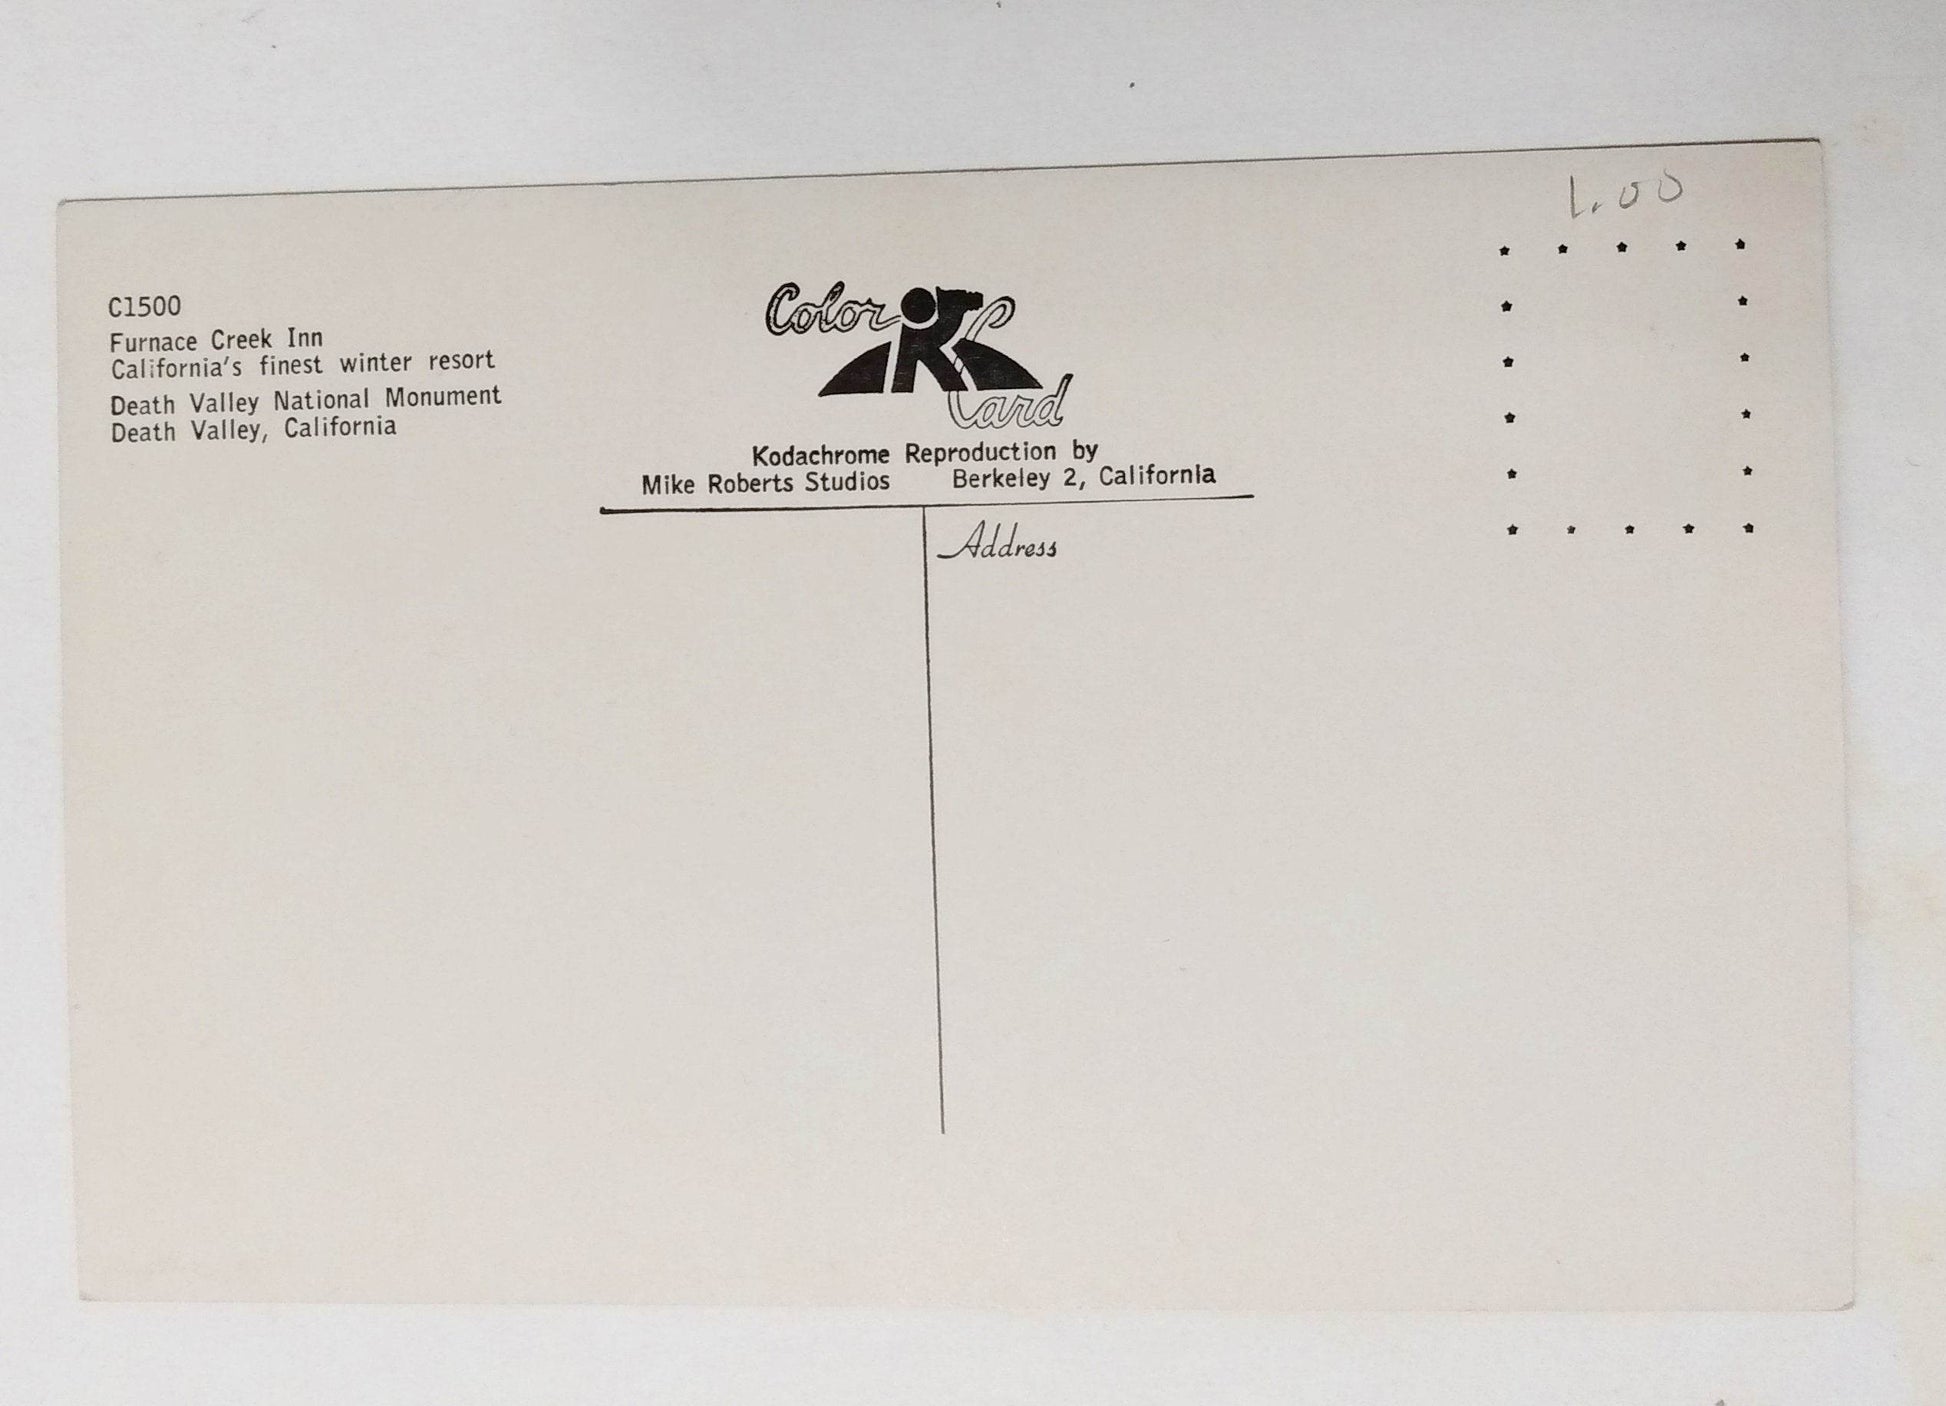 1.00
C1500
Furnace Creek Inn
California's finest winter resort
Death Valley National Monument
Death Valley, California
Color
Card
Kodachrome Reproduction by
Mike Roberts Studios Berkeley 2, California
Address